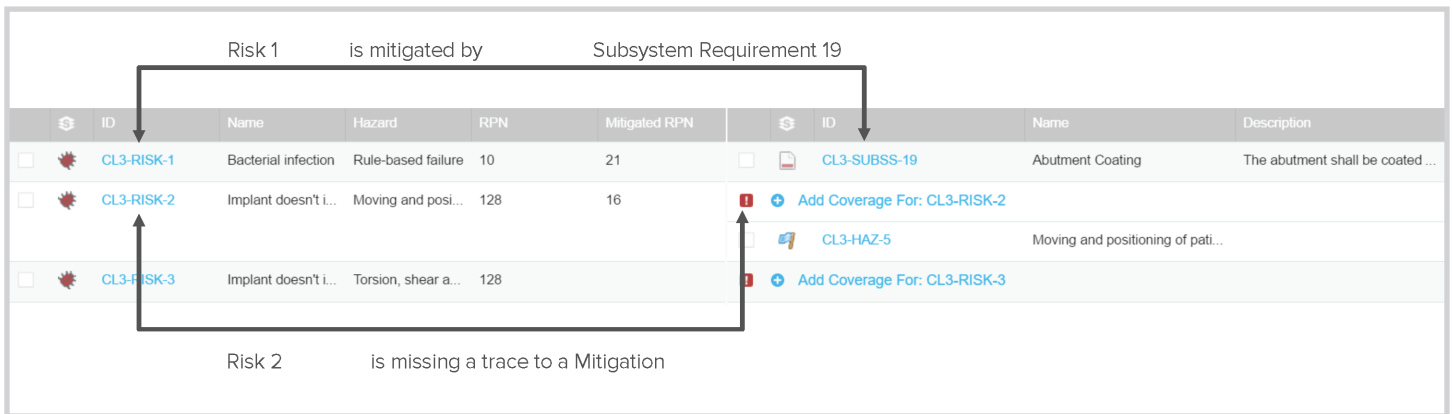 Risk 1 is mitigated by Subsystem Requirement 19
ID Name Hazard RPN Mitigated RPN ID Name Description
CL3-RISK-1 Bacterial infection Rule-based failure 10 21 CL3-SUBSS-19 Abutment Coating The abutment shall be coated ...
CL3-RISK-2 Implant doesn't i... Moving and posi... 128 16 Add Coverage For: CL3-RISK-2
CL3-HAZ-5 Moving and positioning of pati...
CL3-RISK-3 Implant doesn't i... Torsion, shear a... 128 Add Coverage For: CL3-RISK-3
Risk 2 is missing a trace to a Mitigation